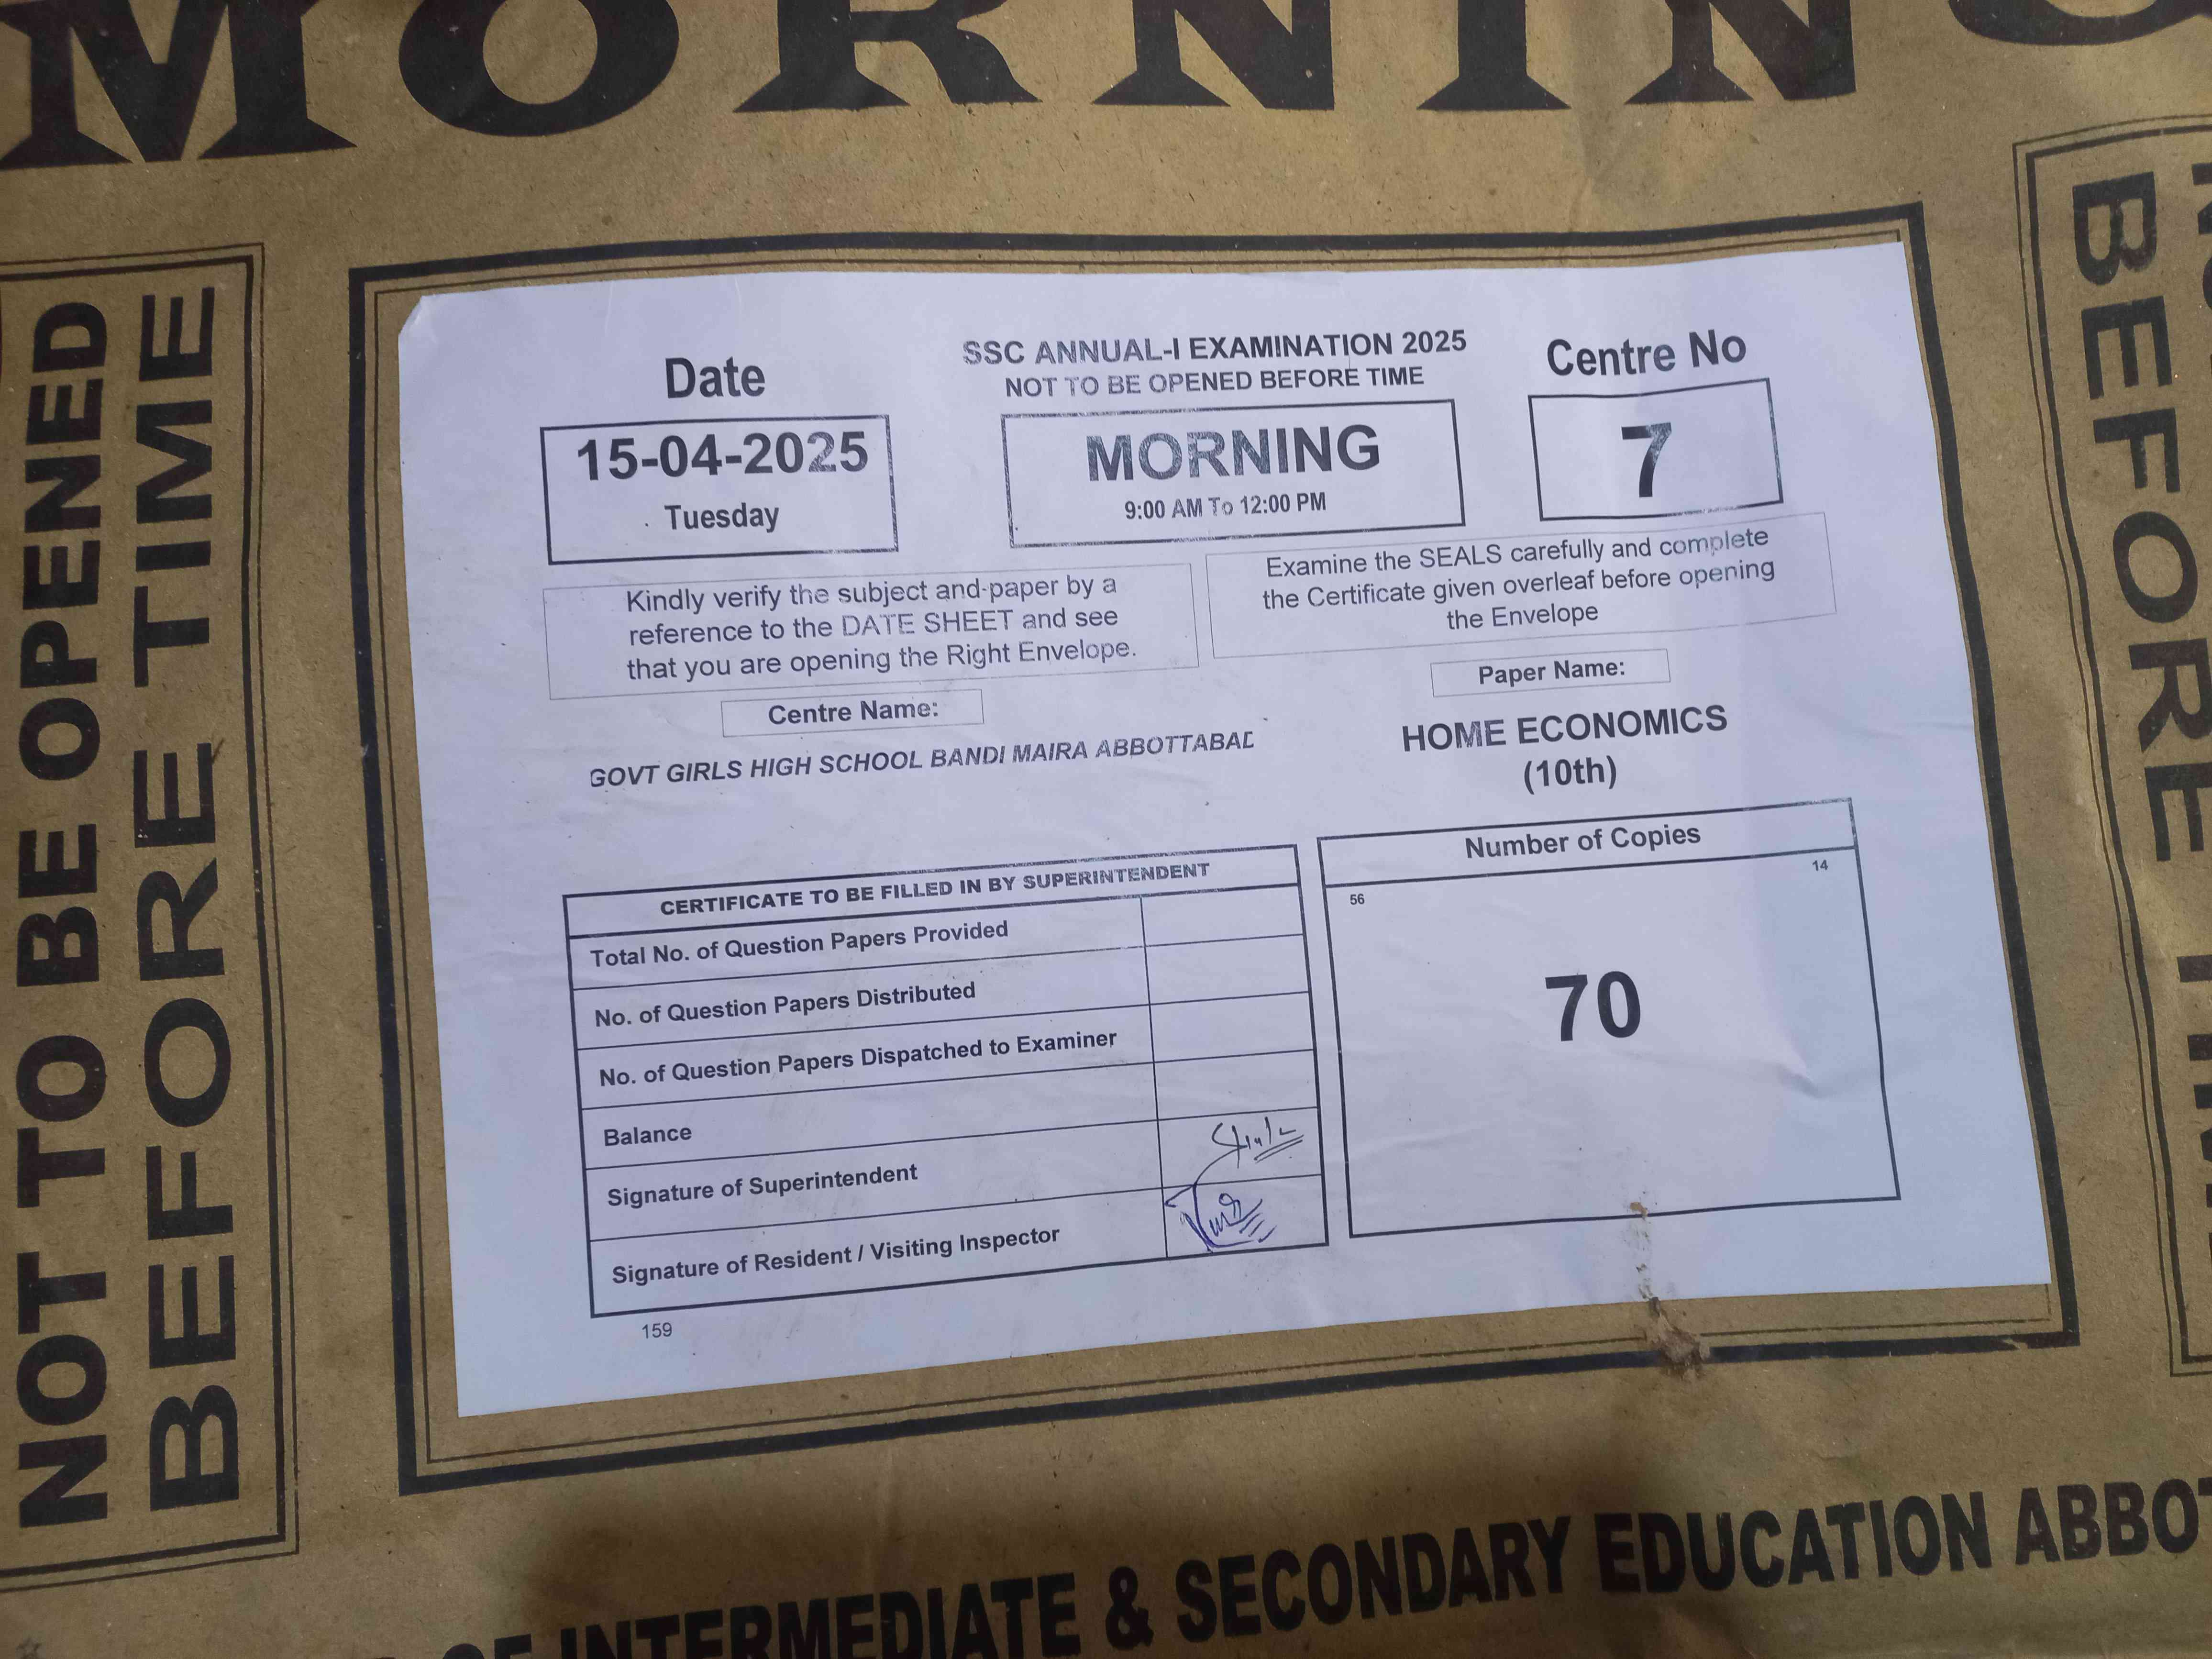 MORNING
NOT TO BE OPENED
BEFORE TIME
SSC ANNUAL-I EXAMINATION 2025
NOT TO BE OPENED BEFORE TIME
Date
15-04-2025
Tuesday
MORNING
9:00 AM To 12:00 PM
Centre No
7
Kindly verify the subject and paper by a
reference to the DATE SHEET and see
that you are opening the Right Envelope.
Examine the SEALS carefully and complete
the Certificate given overleaf before opening
the Envelope
Centre Name:
GOVT GIRLS HIGH SCHOOL BANDI MAIRA ABBOTTABAD
Paper Name:
HOME ECONOMICS
(10th)
CERTIFICATE TO BE FILLED IN BY SUPERINTENDENT
Total No. of Question Papers Provided
No. of Question Papers Distributed
No. of Question Papers Dispatched to Examiner
Balance
Signature of Superintendent
Signature of Resident / Visiting Inspector
159
Number of Copies
56
14
70
BEFORE
OF INTERMEDIATE & SECONDARY EDUCATION ABBO